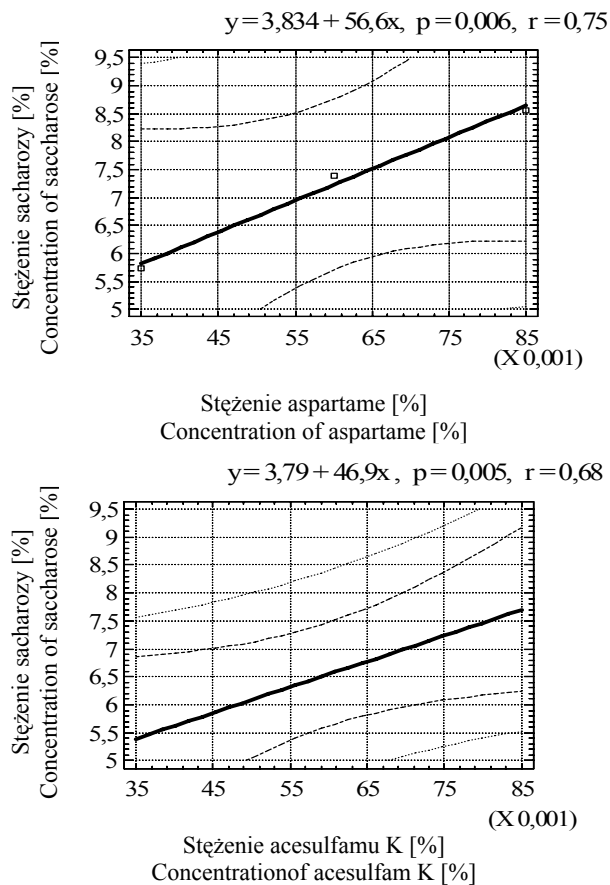 y=3,834+56,6x, p=0,006, r=0,75
Stężenie sacharozy [%]
Concentration of saccharose [%]
9,5
9
8,5
8
7,5
7
6,5
6
5,5
5
35 45 55 65 75 85
(X 0,001)
Stężenie aspartame [%]
Concentration of aspartame [%]
y=3,79+46,9x, p=0,005, r=0,68
Stężenie sacharozy [%]
Concentration of saccharose [%]
9,5
9
8,5
8
7,5
7
6,5
6
5,5
5
35 45 55 65 75 85
(X 0,001)
Stężenie acesulfamu K [%]
Concentrationof acesulfam K [%]